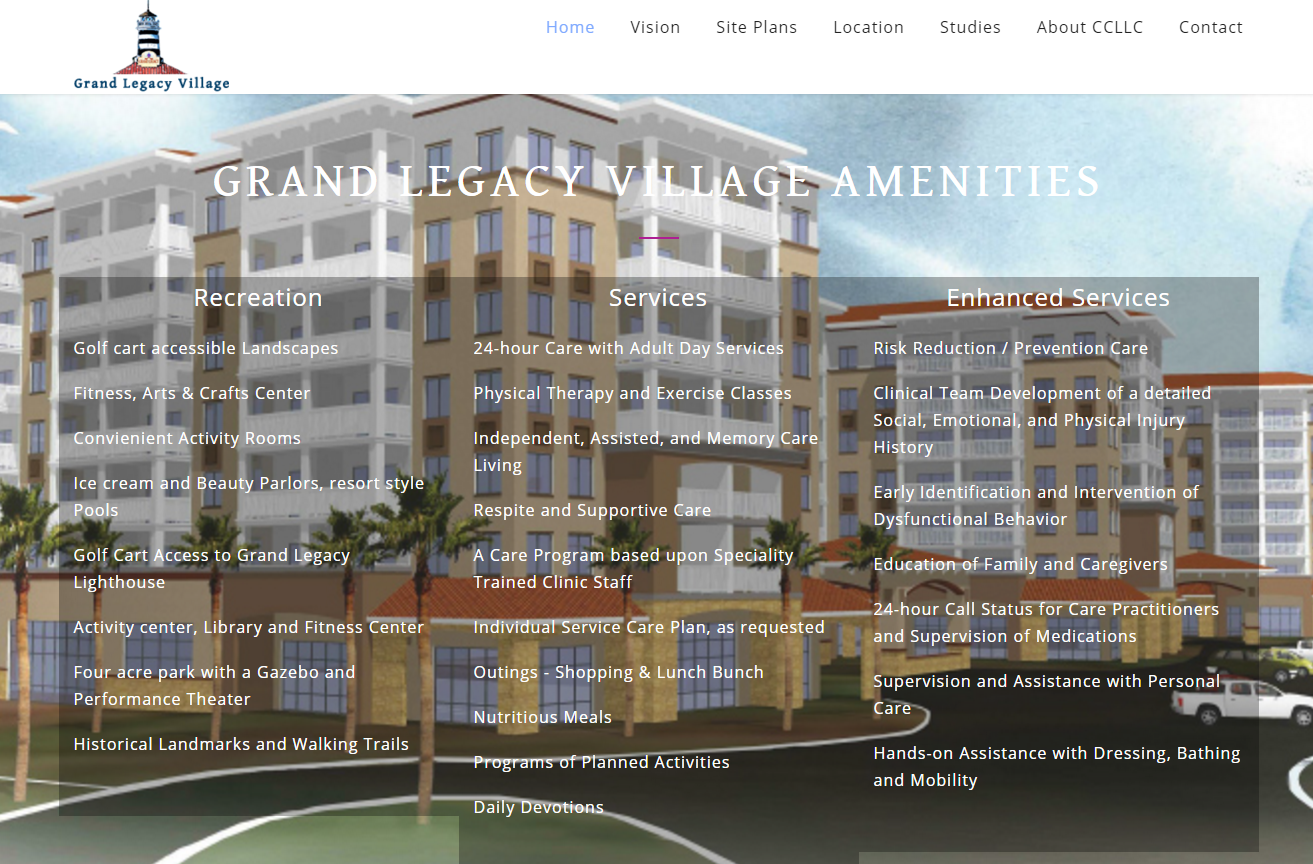 Grand Legacy Village
Home Vision Site Plans Location Studies About CCLLC Contact
GRAND LEGACY VILLAGE AMENITIES
Recreation
Golf cart accessible Landscapes
Fitness, Arts & Crafts Center
Convienient Activity Rooms
Ice cream and Beauty Parlors, resort style
Pools
Golf Cart Access to Grand Legacy
Lighthouse
Activity center, Library and Fitness Center
Four acre park with a Gazebo and
Performance Theater
Historical Landmarks and Walking Trails
Services
24-hour Care with Adult Day Services
Physical Therapy and Exercise Classes
Independent, Assisted, and Memory Care
Living
Respite and Supportive Care
A Care Program based upon Speciality
Trained Clinic Staff
Individual Service Care Plan, as requested
Outings - Shopping & Lunch Bunch
Nutritious Meals
Programs of Planned Activities
Daily Devotions
Enhanced Services
Risk Reduction / Prevention Care
Clinical Team Development of a detailed
Social, Emotional, and Physical Injury
History
Early Identification and Intervention of
Dysfunctional Behavior
Education of Family and Caregivers
24-hour Call Status for Care Practitioners
and Supervision of Medications
Supervision and Assistance with Personal
Care
Hands-on Assistance with Dressing, Bathing
and Mobility